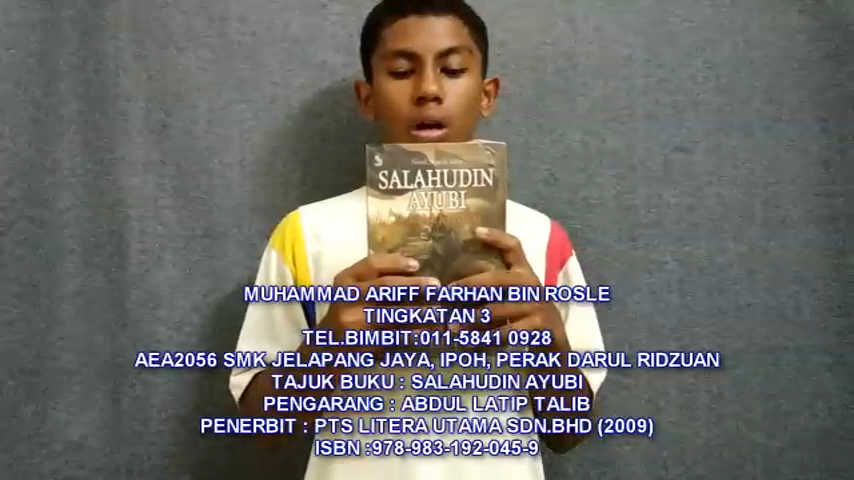 SALAHUDIN
AYUBI
MUHAMMAD ARIFF FARHAN BIN ROSLE
TINGKATAN 3
TEL.BIMBIT:011-5841 0928
AEA2056 SMK JELAPANG JAYA, IPOH, PERAK DARUL RIDZUAN
TAJUK BUKU : SALAHUDIN AYUBI
PENGARANG : ABDUL LATIP TALIB
PENERBIT : PTS LITERA UTAMA SDN.BHD (2009)
ISBN :978-983-192-045-9